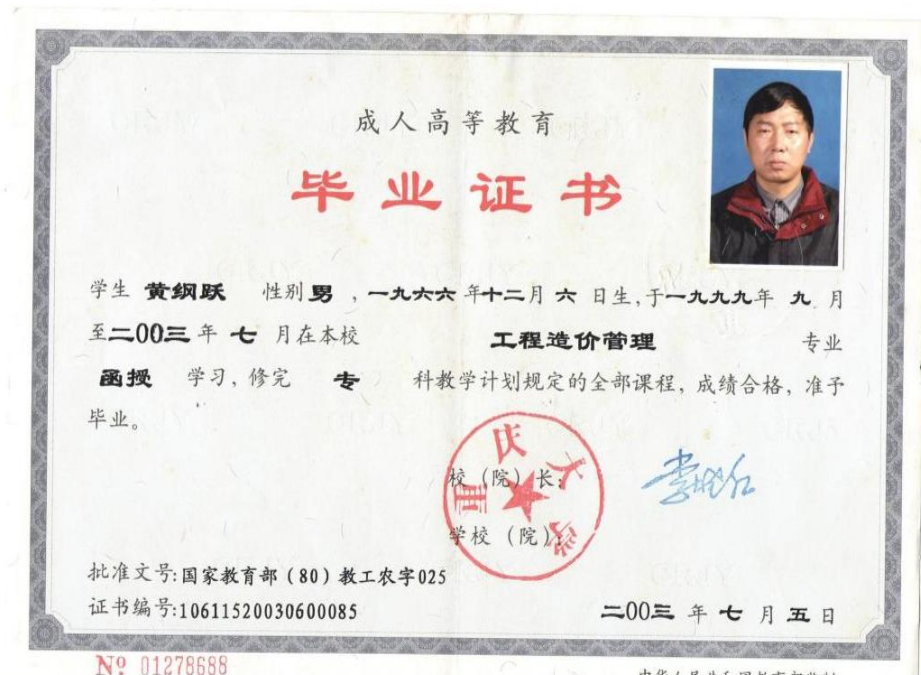 成人高等教育
毕业证书
学生 黄纲跃 性别男，一九六六年十二月六日生，于一九九九年九月
至二00三年七月在本校 工程造价管理 专业
函授 学习，修完 专 科教学计划规定的全部课程，成绩合格，准予
毕业。
重庆大学
校（院）长：
学校（院）：
批准文号:国家教育部（80）教工农字025
证书编号:10611520030600085
二00三年七月五日
№ 01278688